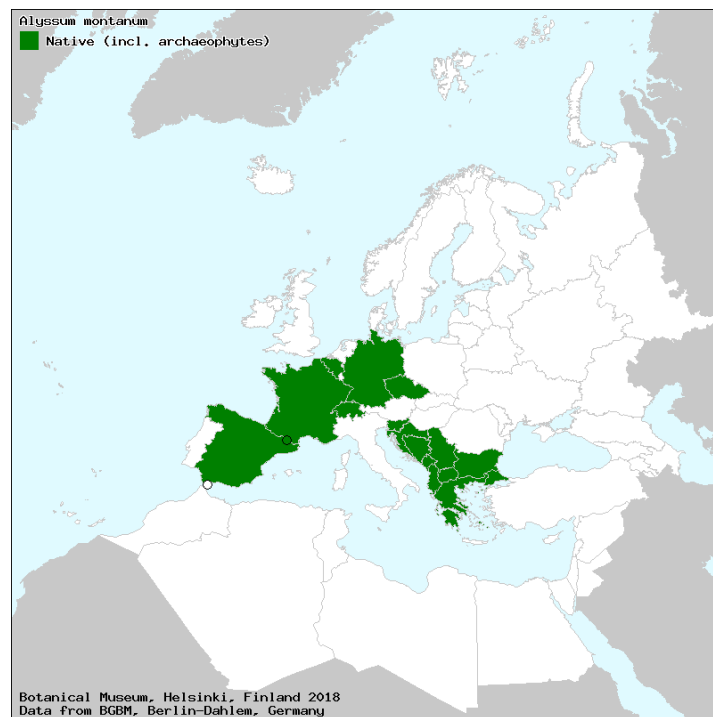 Alyssum montanum
Native (incl. archaeophytes)
Botanical Museum, Helsinki, Finland 2018
Data from BGBM, Berlin-Dahlem, Germany